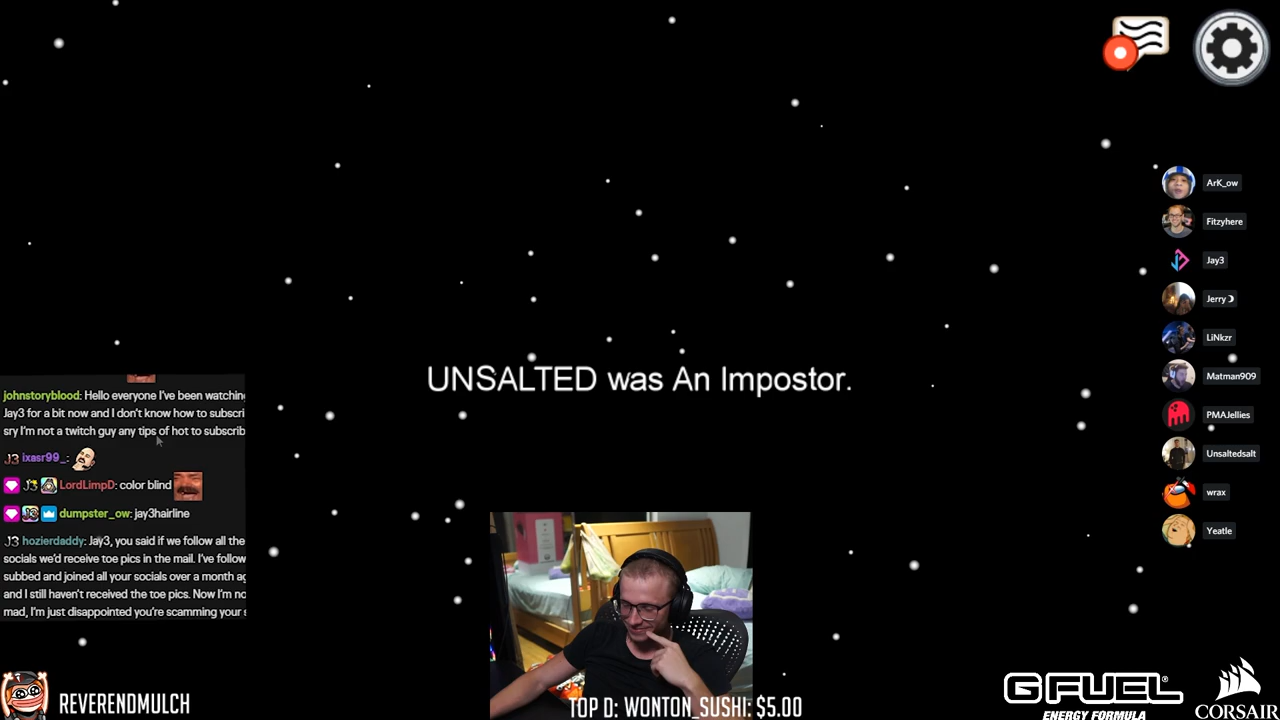 ArK_ow
Fitzyhere
Jay3
Jerry
LiNkzr
UNSALTED was An Impostor.
Matman909
PMAJellies
Unsaltedsalt
wrax
Yeatle
johnstoryblood: Hello everyone I've been watching
Jay3 for a bit now and I don't know how to subscri
sry I'm not a twitch guy any tips of hot to subscrib
J3 ixasr99_:
LordLimpD: color blind
dumpster_ow: jay3hairline
J3 hozierdaddy: Jay3, you said if we follow all the
socials we'd receive toe pics in the mail. I've follow
subbed and joined all your socials over a month ag
and I still haven't received the toe pics. Now I'm no
mad, I'm just disappointed you're scamming your s
REVERENDMULCH
TOP D: WONTON_SUSHI: $5.00
G FUEL
ENERGY FORMULA
CORSAIR